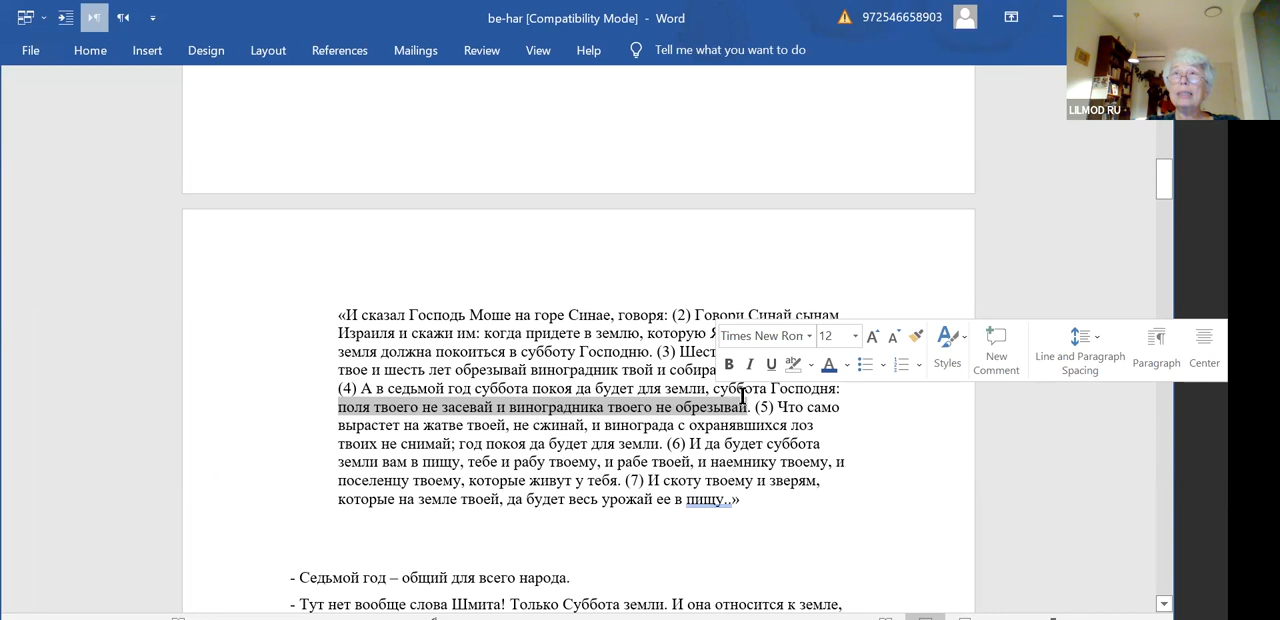 be-har [Compatibility Mode] - Word
972546658903
File Home Insert Design Layout References Mailings Review View Help Tell me what you want to do
LILMOD RU
«И сказал Господь Моше на горе Синае, говоря: (2) Говори Синай сынам
Израиля и скажи им: когда придете в землю, которую Я
земля должна покоиться в субботу Господню. (3) Шест
твое и шесть лет обрезывай виноградник твой и собира
(4) А в седьмой год суббота покоя да будет для земли, суббота Господня:
поля твоего не засевай и виноградника твоего не обрезывай. (5) Что само
вырастет на жатве твоей, не сжинай, и винограда с охранявшихся лоз
твоих не снимай; год покоя да будет для земли. (6) И да будет суббота
земли вам в пищу, тебе и рабу твоему, и рабе твоей, и наемнику твоему, и
поселенцу твоему, которые живут у тебя. (7) И скоту твоему и зверям,
которые на земле твоей, да будет весь урожай ее в пищу..»
Times New Ron 12
B I U ab A
Styles
New
Comment
Line and Paragraph
Spacing
Paragraph
Center
- Седьмой год – общий для всего народа.
- Тут нет вообще слова Шмита! Только Суббота земли. И она относится к земле,